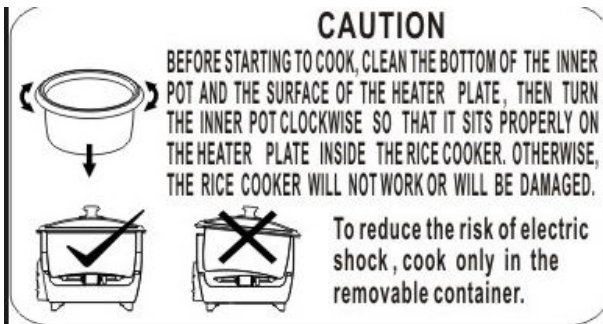 CAUTION
BEFORE STARTING TO COOK, CLEAN THE BOTTOM OF THE INNER
POT AND THE SURFACE OF THE HEATER PLATE, THEN TURN
THE INNER POT CLOCKWISE SO THAT IT SITS PROPERLY ON
THE HEATER PLATE INSIDE THE RICE COOKER. OTHERWISE,
THE RICE COOKER WILL NOT WORK OR WILL BE DAMAGED.
To reduce the risk of electric
shock, cook only in the
removable container.